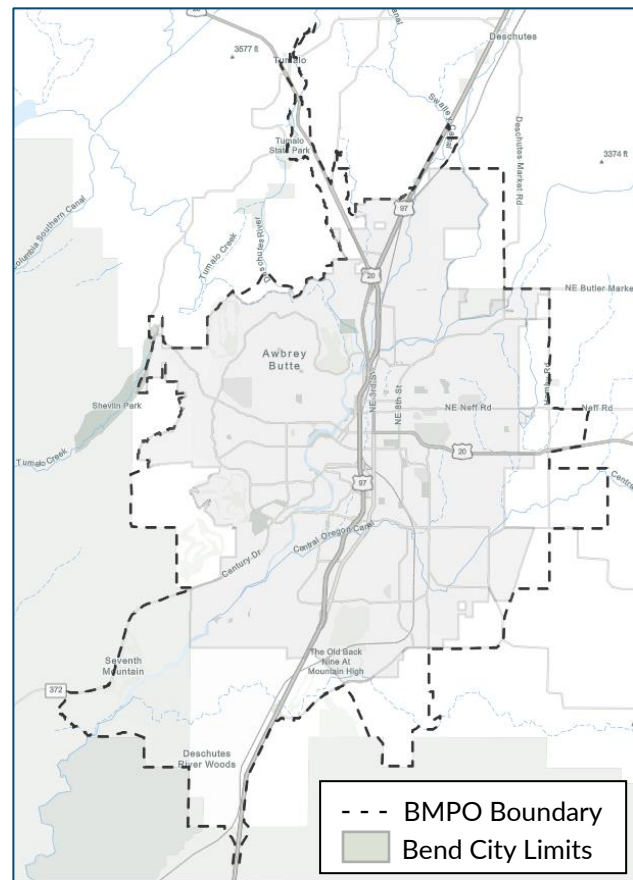 Deschutes
3577 ft
Tumalo
Swalley Canal
Tumalo
State Park
Deschutes Market Rd
3374 ft
97
Tumalo Creek
Deschutes River
20
NE Butler Marke
Awbrey
Butte
NE 3rd St
NE 8th St
Shevlin Park
NE Neff Rd
Neff Rd
Tumalo Creek
20
97
Centra
Century Dr
Central Oregon Canal
Seventh
Mountain
The Old Back
Nine At
Mountain High
372
Deschutes
River Woods
BMPO Boundary
Bend City Limits